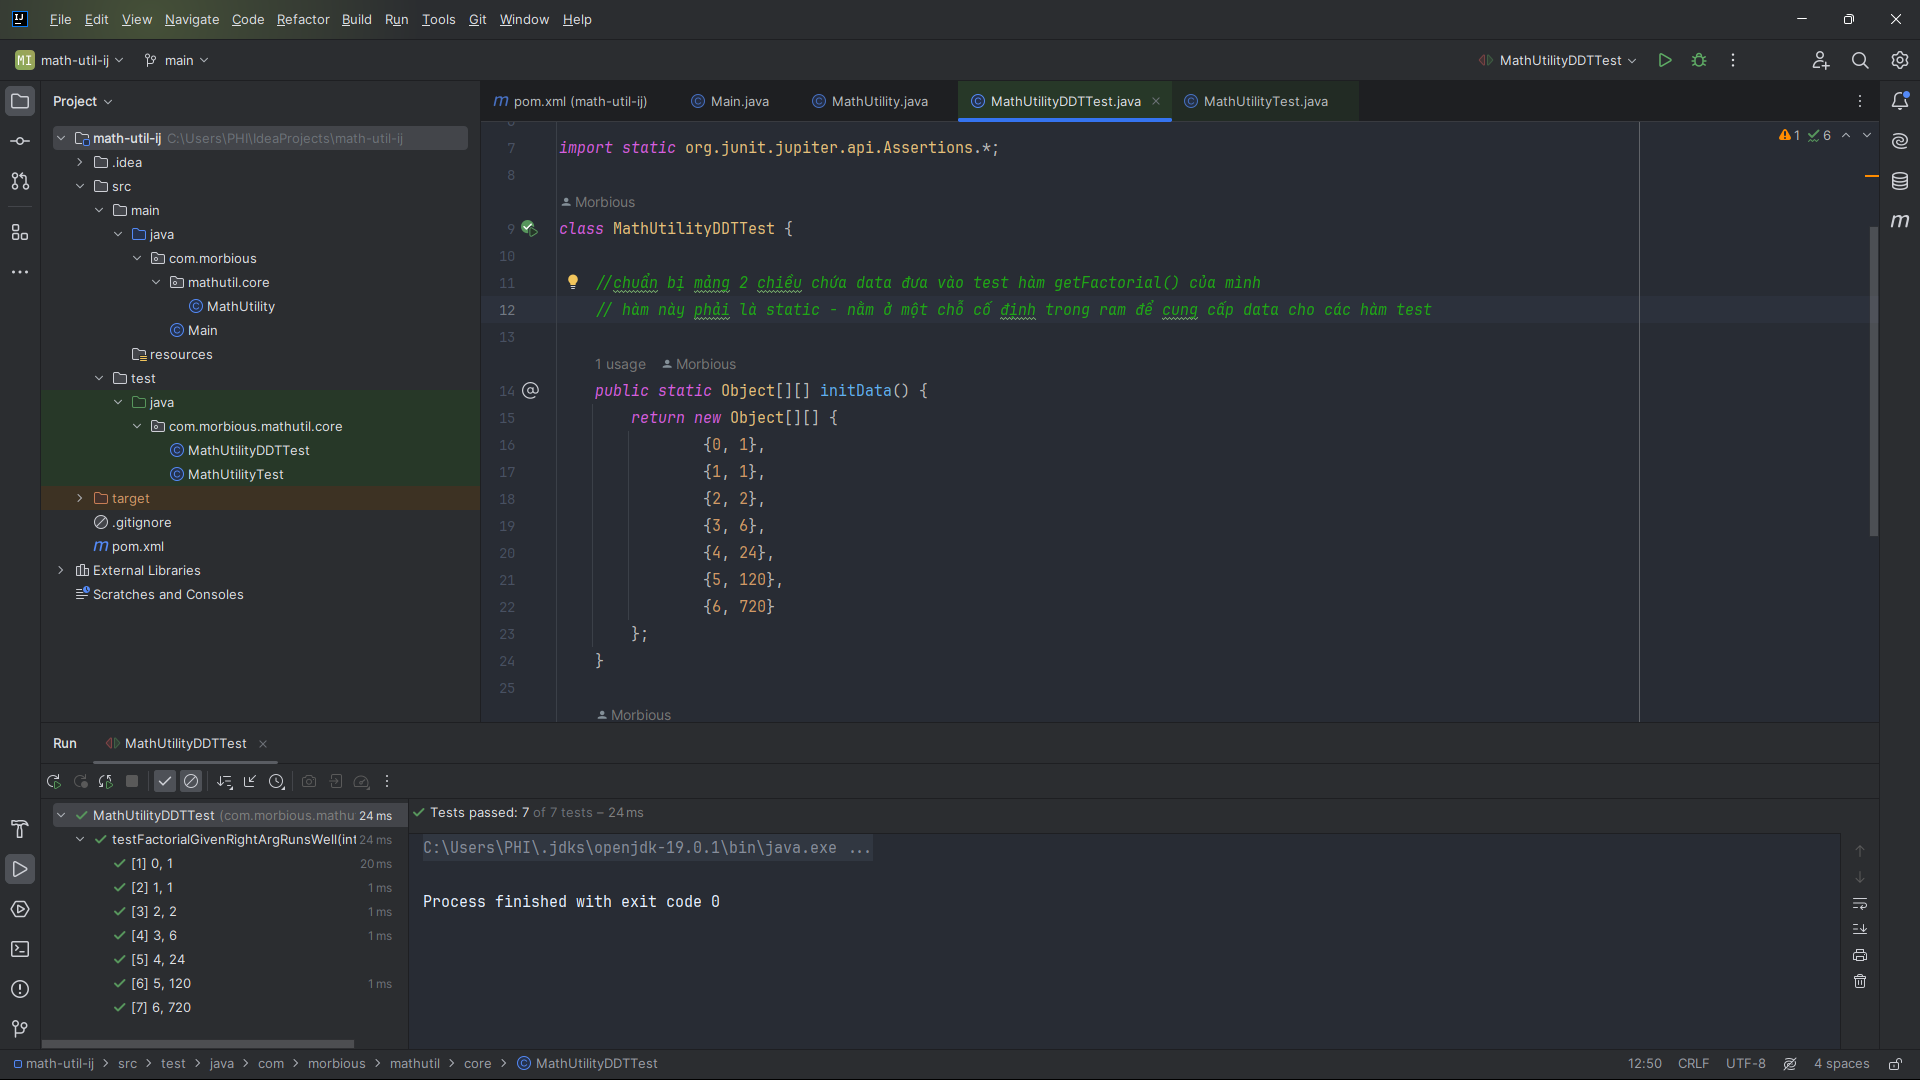 File Edit View Navigate Code Refactor Build Run Tools Git Window Help
MI math-util-ij main MathUtilityDDTTest
Project
math-util-ij C:\Users\PHI\IdeaProjects\math-util-ij
.idea
src
main
java
com.morbious
mathutil.core
MathUtility
Main
resources
test
java
com.morbious.mathutil.core
MathUtilityDDTTest
MathUtilityTest
target
.gitignore
pom.xml
External Libraries
Scratches and Consoles
pom.xml (math-util-ij) Main.java MathUtility.java MathUtilityDDTTest.java MathUtilityTest.java
1 6
7 import static org.junit.jupiter.api.Assertions.*;
8
Morbious
9 class MathUtilityDDTTest {
10
11 //chuẩn bị mảng 2 chiều chứa data đưa vào test hàm getFactorial() của mình
12 // hàm này phải là static - nằm ở một chỗ cố định trong ram để cung cấp data cho các hàm test
13
1 usage Morbious
14 public static Object[][] initData() {
15 return new Object[][] {
16 {0, 1},
17 {1, 1},
18 {2, 2},
19 {3, 6},
20 {4, 24},
21 {5, 120},
22 {6, 720}
23 };
24 }
25
Morbious
Run MathUtilityDDTTest
MathUtilityDDTTest (com.morbious.mathu 24 ms
testFactorialGivenRightArgRunsWell(int 24 ms
[1] 0, 1 20 ms
[2] 1, 1 1 ms
[3] 2, 2 1 ms
[4] 3, 6 1 ms
[5] 4, 24
[6] 5, 120 1 ms
[7] 6, 720
Tests passed: 7 of 7 tests – 24 ms
C:\Users\PHI\.jdks\openjdk-19.0.1\bin\java.exe ...
Process finished with exit code 0
math-util-ij > src > test > java > com > morbious > mathutil > core > MathUtilityDDTTest
12:50 CRLF UTF-8 4 spaces